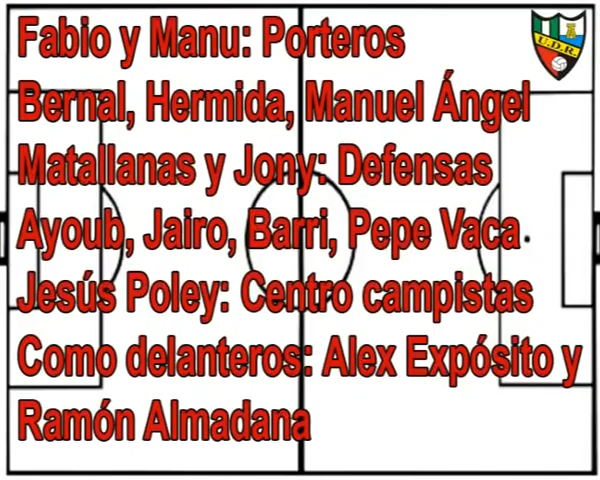 Fabio y Manu: Porteros
U.D.R.
Bernal, Hermida, Manuel Ángel
Matallanas y Jony: Defensas
Ayoub, Jairo, Barri, Pepe Vaca
Jesús Poley: Centro campistas
Como delanteros: Alex Expósito y
Ramón Almadana